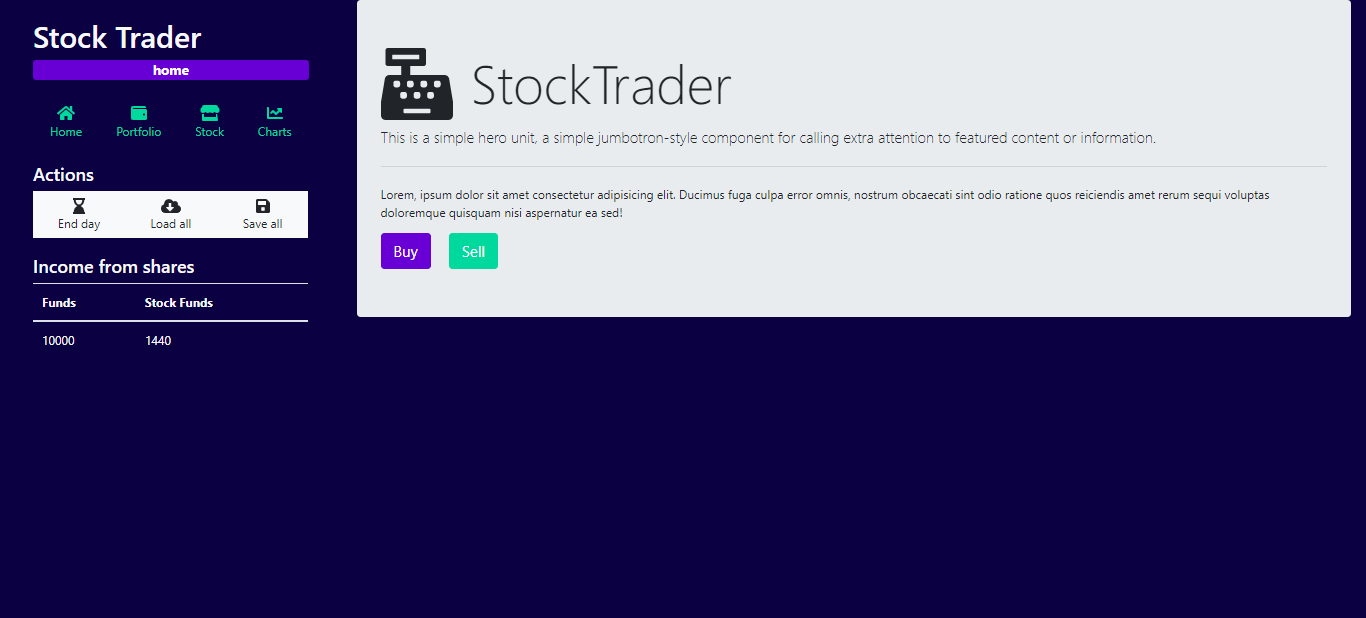 Stock Trader
home
Home Portfolio Stock Charts
Actions
End day Load all Save all
Income from shares
Funds Stock Funds
10000 1440
StockTrader
This is a simple hero unit, a simple jumbotron-style component for calling extra attention to featured content or information.
Lorem, ipsum dolor sit amet consectetur adipisicing elit. Ducimus fuga culpa error omnis, nostrum obcaecati sint odio ratione quos reiciendis amet rerum sequi voluptas
doloremque quisquam nisi aspernatur ea sed!
Buy Sell